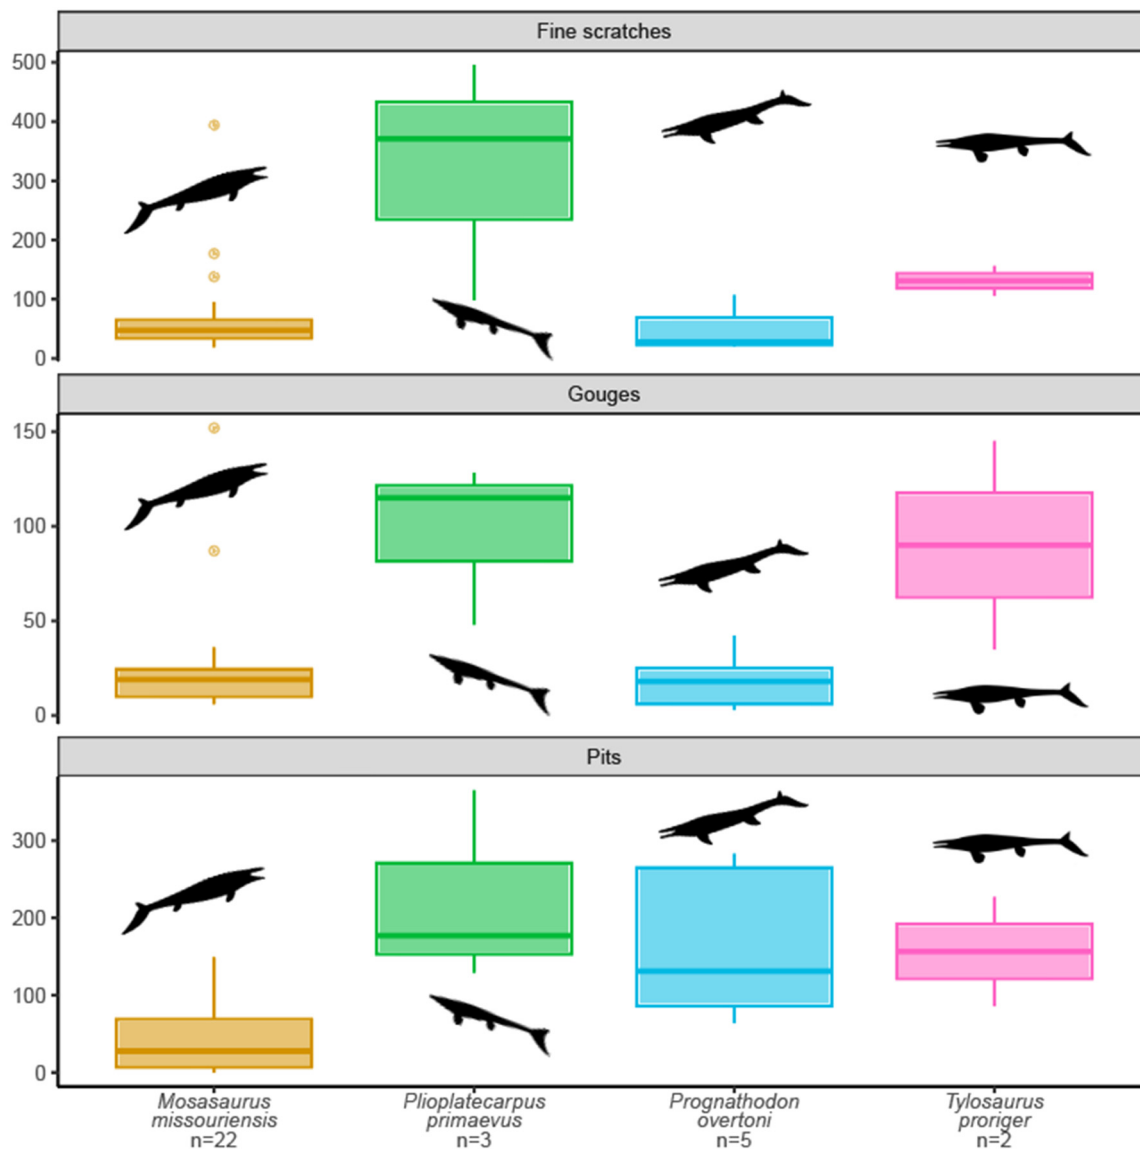 Fine scratches
500
400
300
200
100
0
Gouges
150
100
50
0
Pits
300
200
100
0
Mosasaurus
missouriensis
n=22
Plioplatecarpus
primaevus
n=3
Prognathodon
overtoni
n=5
Tylosaurus
proriger
n=2